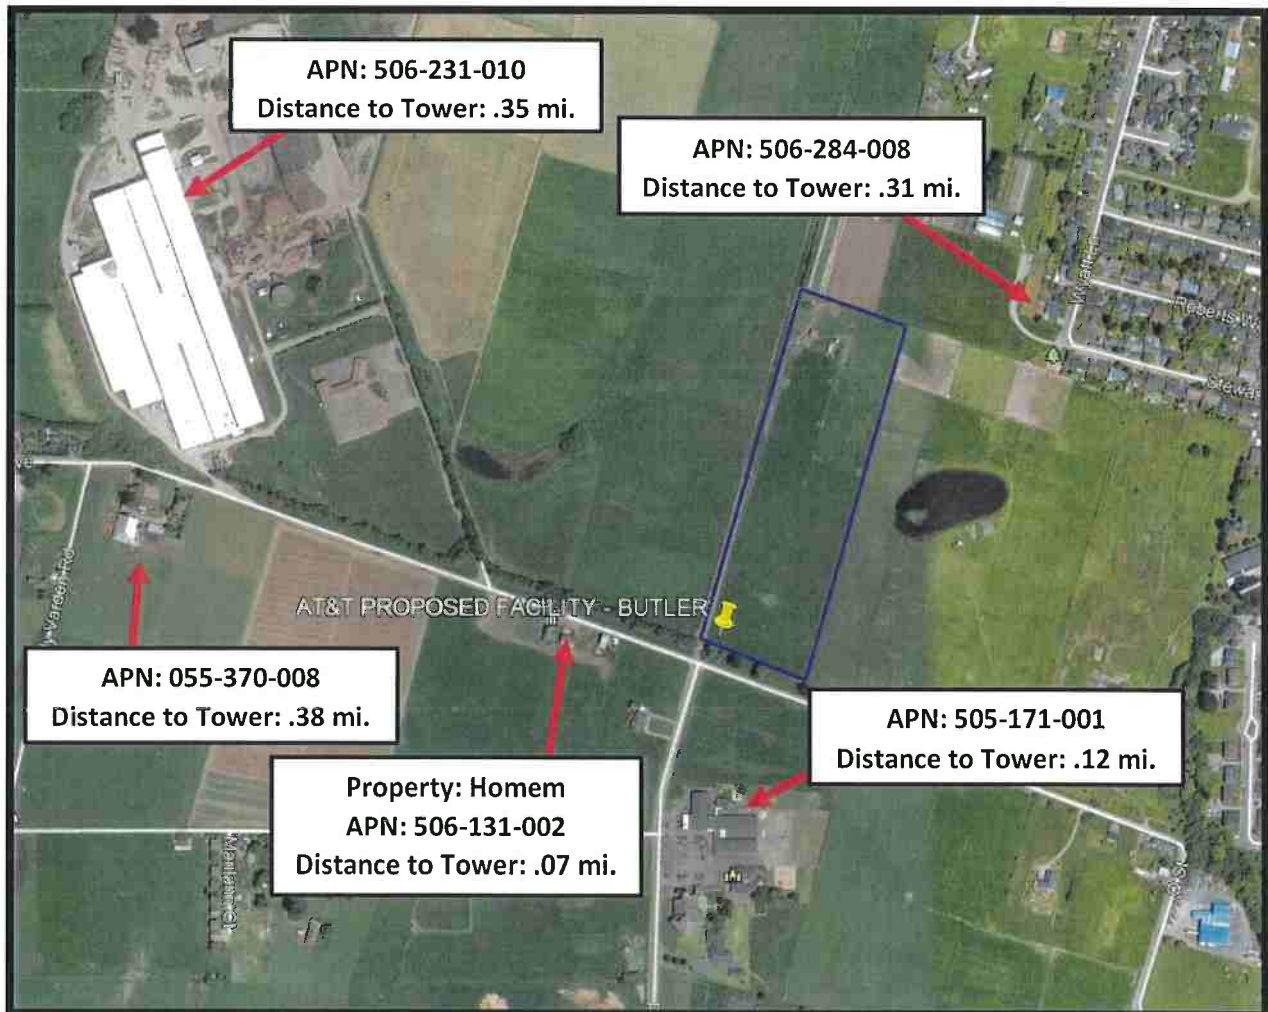 APN: 506-231-010
Distance to Tower: .35 mi.
APN: 506-284-008
Distance to Tower: .31 mi.
Roberts
AT&T PROPOSED FACILITY - BUTLER
APN: 055-370-008
Distance to Tower: .38 mi.
APN: 505-171-001
Distance to Tower: .12 mi.
Property: Homem
APN: 506-131-002
Distance to Tower: .07 mi.